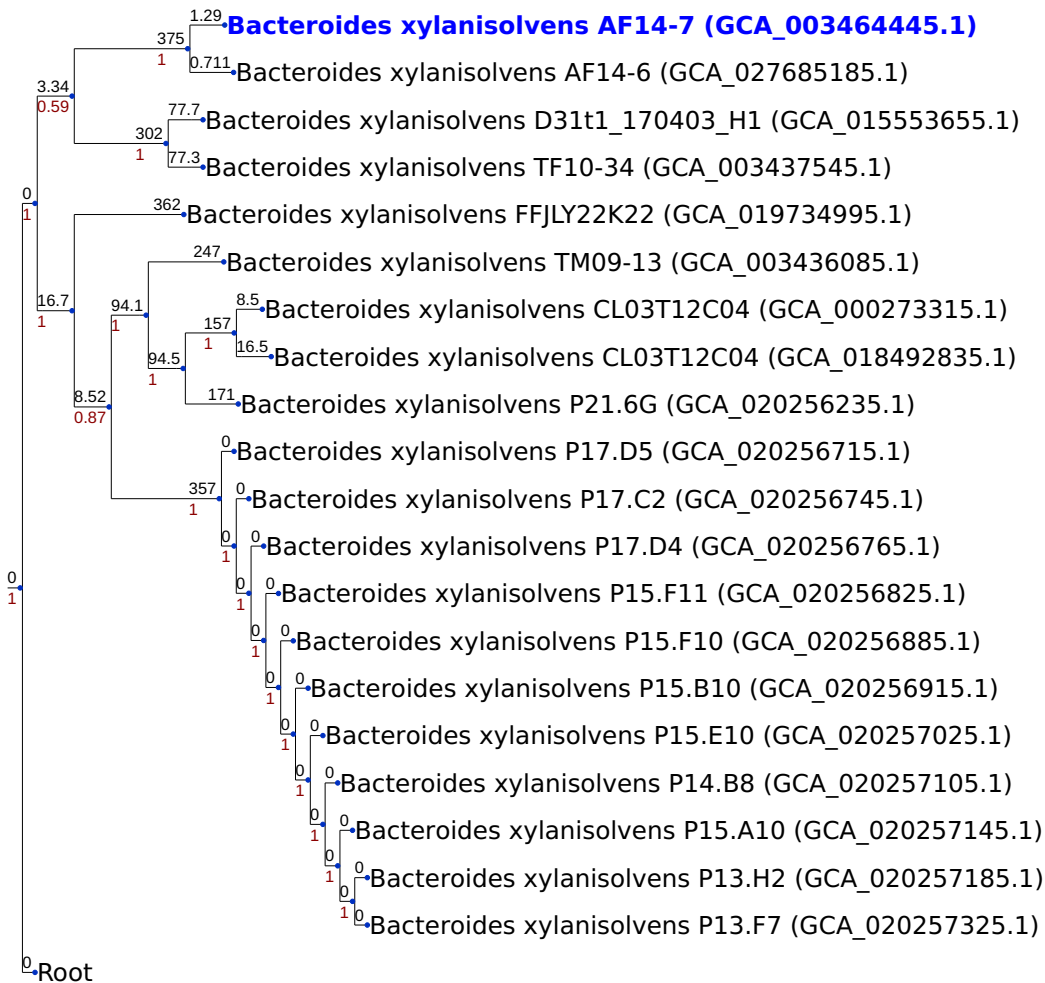 1.29
Bacteroides xylanisolvens AF14-7 (GCA_003464445.1)
375
1
0.711
Bacteroides xylanisolvens AF14-6 (GCA_027685185.1)
3.34
0.59
77.7
Bacteroides xylanisolvens D31t1_170403_H1 (GCA_015553655.1)
302
1
77.3
Bacteroides xylanisolvens TF10-34 (GCA_003437545.1)
0
1
362
Bacteroides xylanisolvens FFJLY22K22 (GCA_019734995.1)
247
Bacteroides xylanisolvens TM09-13 (GCA_003436085.1)
16.7
1
94.1
1
8.5
Bacteroides xylanisolvens CL03T12C04 (GCA_000273315.1)
157
1
16.5
Bacteroides xylanisolvens CL03T12C04 (GCA_018492835.1)
94.5
1
171
Bacteroides xylanisolvens P21.6G (GCA_020256235.1)
8.52
0.87
0
Bacteroides xylanisolvens P17.D5 (GCA_020256715.1)
357
1
0
Bacteroides xylanisolvens P17.C2 (GCA_020256745.1)
0
1
0
Bacteroides xylanisolvens P17.D4 (GCA_020256765.1)
0
1
0
Bacteroides xylanisolvens P15.F11 (GCA_020256825.1)
0
1
0
Bacteroides xylanisolvens P15.F10 (GCA_020256885.1)
0
1
0
Bacteroides xylanisolvens P15.B10 (GCA_020256915.1)
0
1
0
Bacteroides xylanisolvens P15.E10 (GCA_020257025.1)
0
1
0
Bacteroides xylanisolvens P14.B8 (GCA_020257105.1)
0
1
0
Bacteroides xylanisolvens P15.A10 (GCA_020257145.1)
0
1
0
Bacteroides xylanisolvens P13.H2 (GCA_020257185.1)
0
1
0
Bacteroides xylanisolvens P13.F7 (GCA_020257325.1)
0
1
0
Root